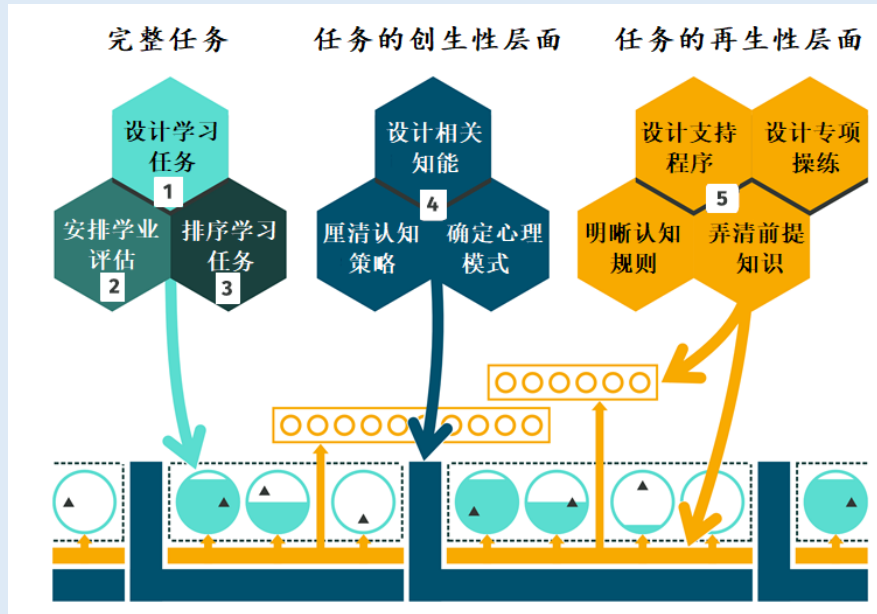 完整任务
任务的创生性层面
任务的再生性层面
设计学习
任务
1
安排学业
评估
2
排序学习
任务
3
设计相关
知能
4
厘清认知
策略
确定心理
模式
设计支持
程序
设计专项
操练
5
明晰认知
规则
弄清前提
知识